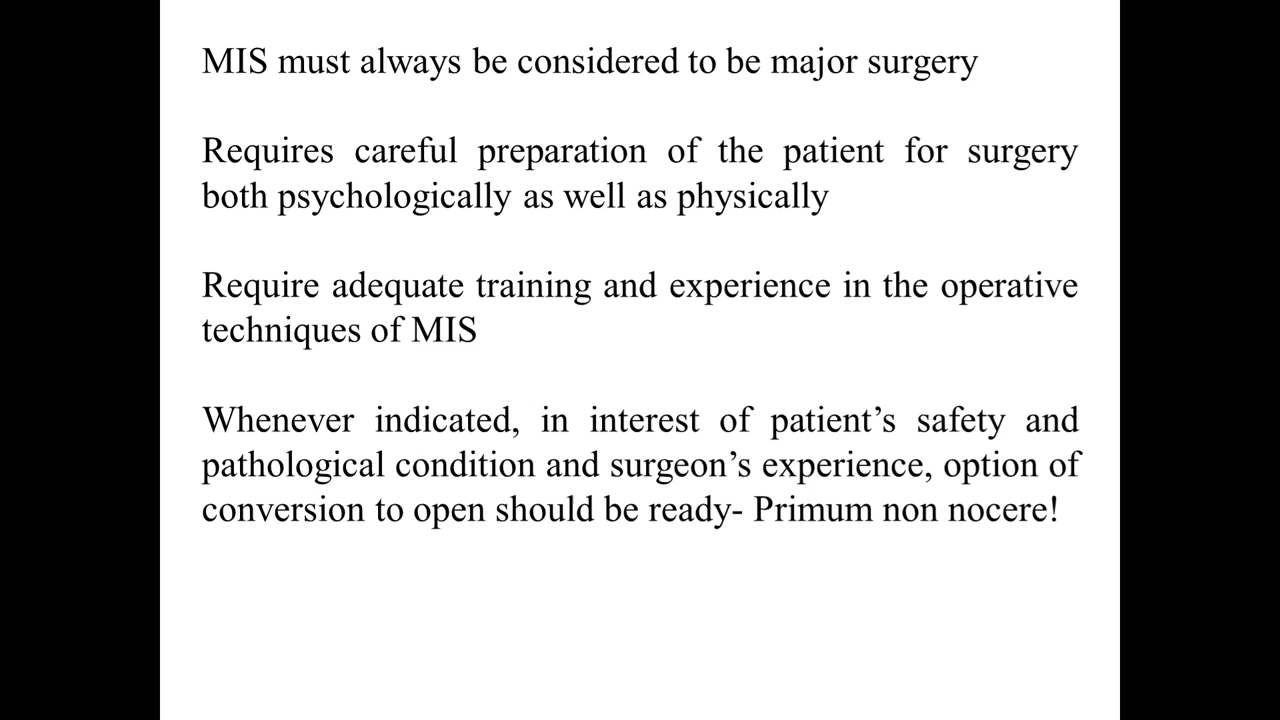 MIS must always be considered to be major surgery
Requires careful preparation of the patient for surgery
both psychologically as well as physically
Require adequate training and experience in the operative
techniques of MIS
Whenever indicated, in interest of patient’s safety and
pathological condition and surgeon’s experience, option of
conversion to open should be ready- Primum non nocere!